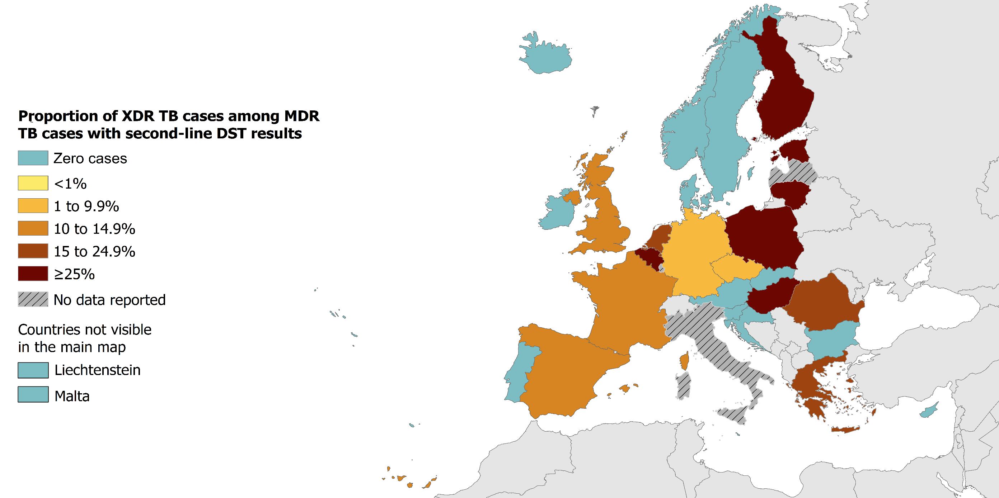 Proportion of XDR TB cases among MDR
TB cases with second-line DST results
Zero cases
<1%
1 to 9.9%
10 to 14.9%
15 to 24.9%
≥25%
No data reported
Countries not visible
in the main map
Liechtenstein
Malta